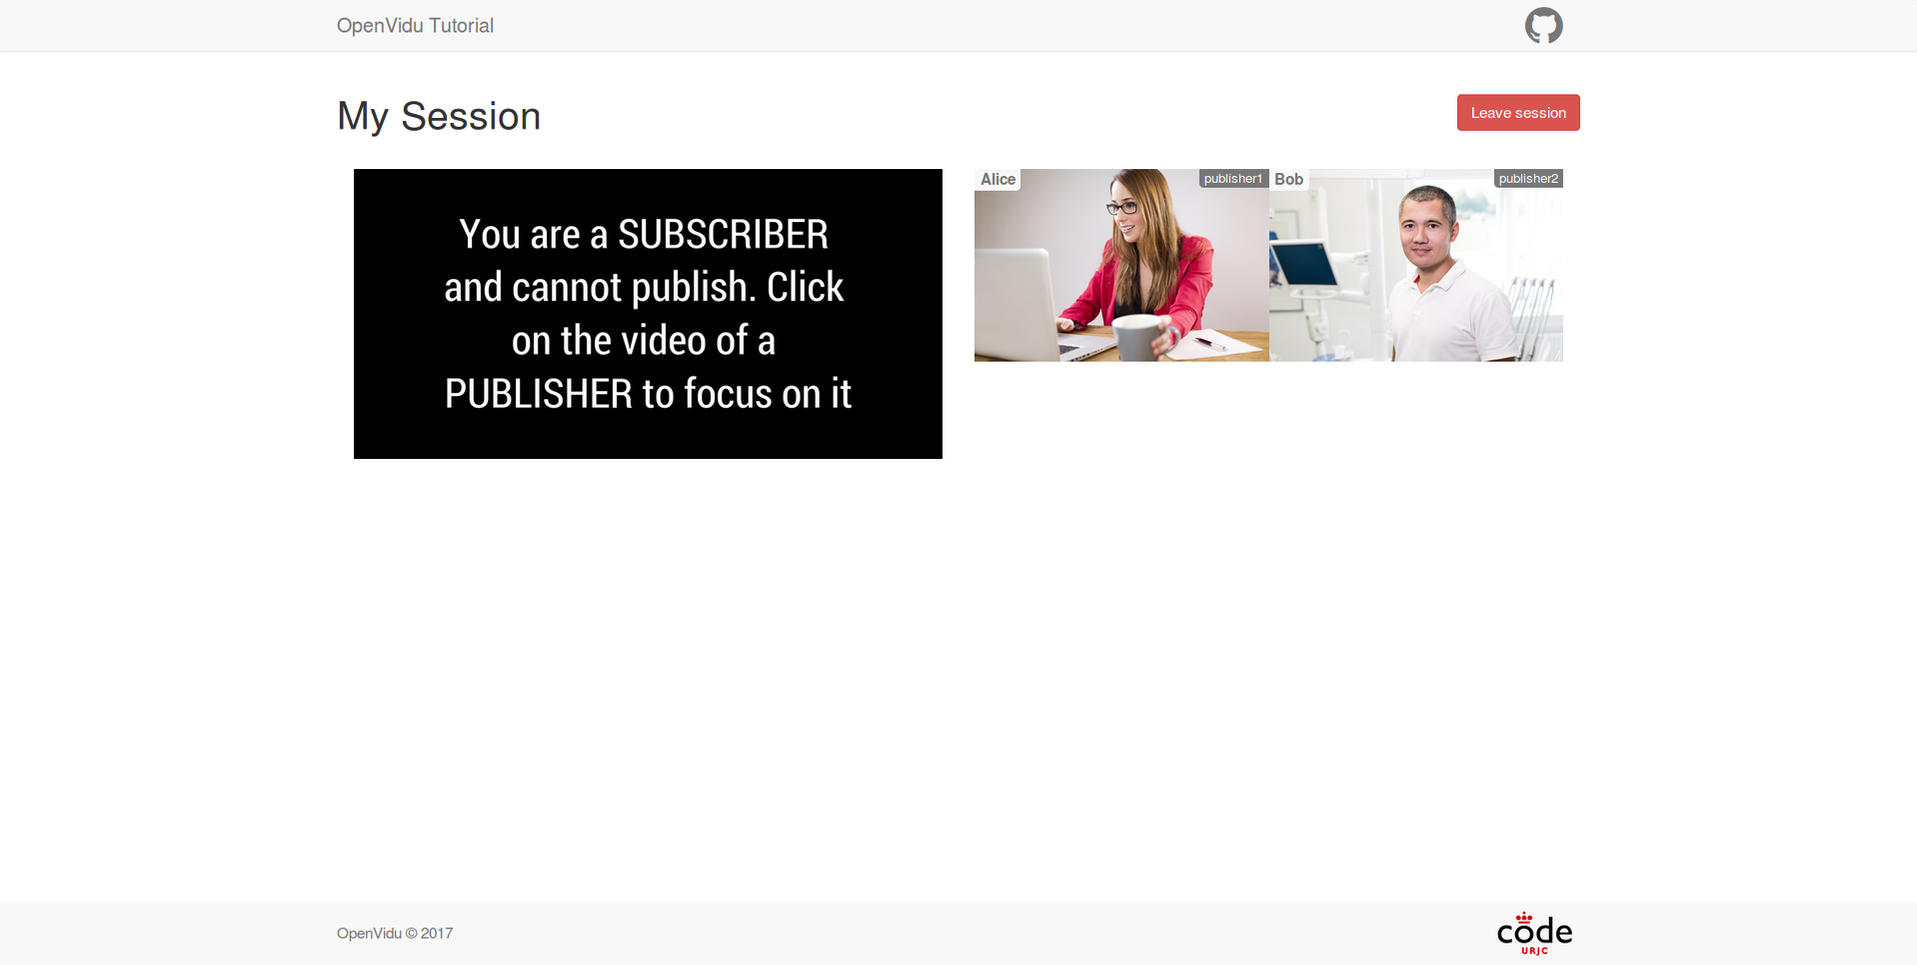 OpenVidu Tutorial
My Session
Leave session
You are a SUBSCRIBER
and cannot publish. Click
on the video of a
PUBLISHER to focus on it
Alice
publisher1
Bob
publisher2
OpenVidu © 2017
code
URJC